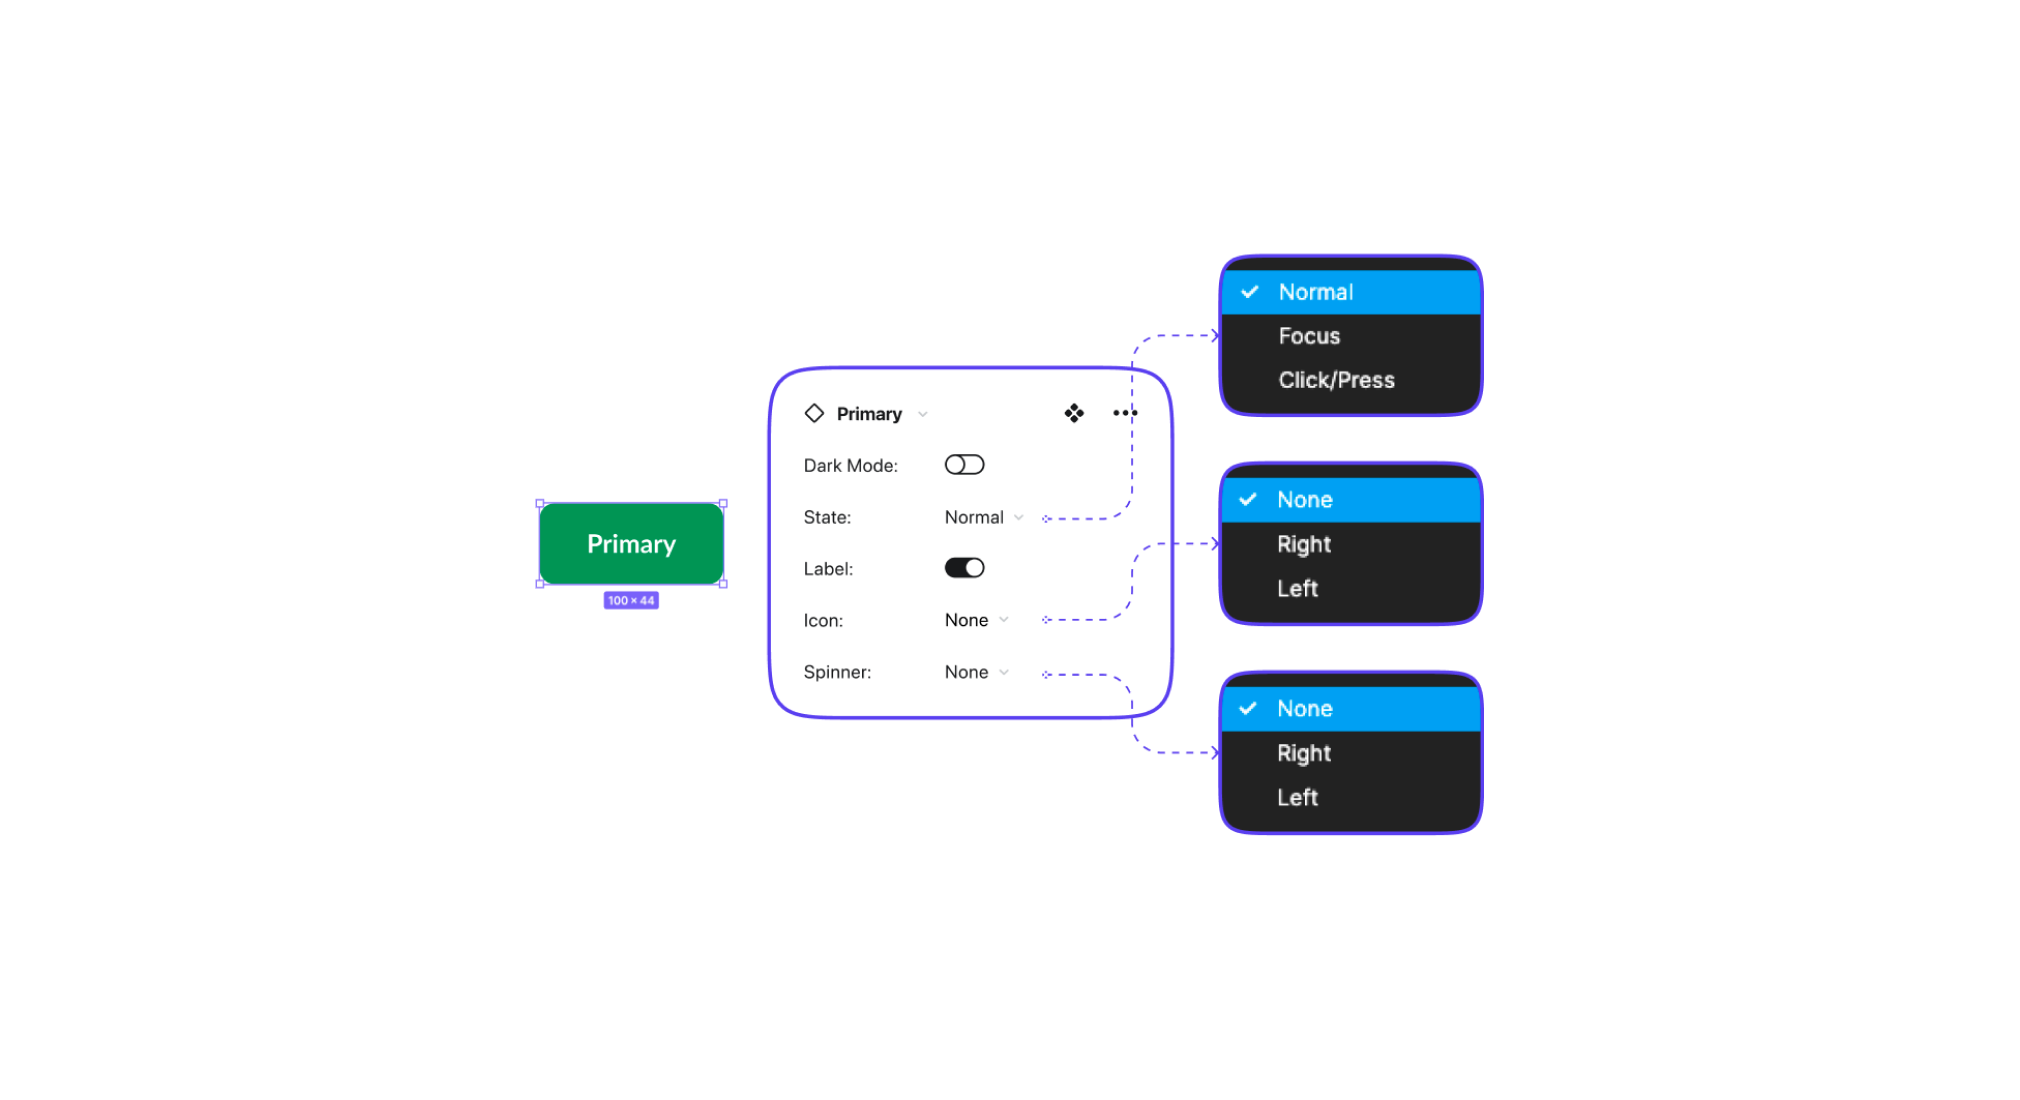 Primary
100 × 44
Primary
Dark Mode:
State: Normal
Label:
Icon: None
Spinner: None
Normal
Focus
Click/Press
None
Right
Left
None
Right
Left